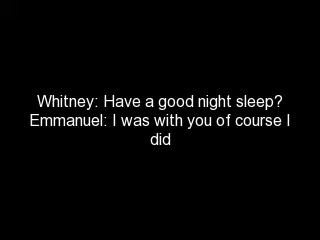 Whitney: Have a good night sleep?
Emmanuel: I was with you of course I
did